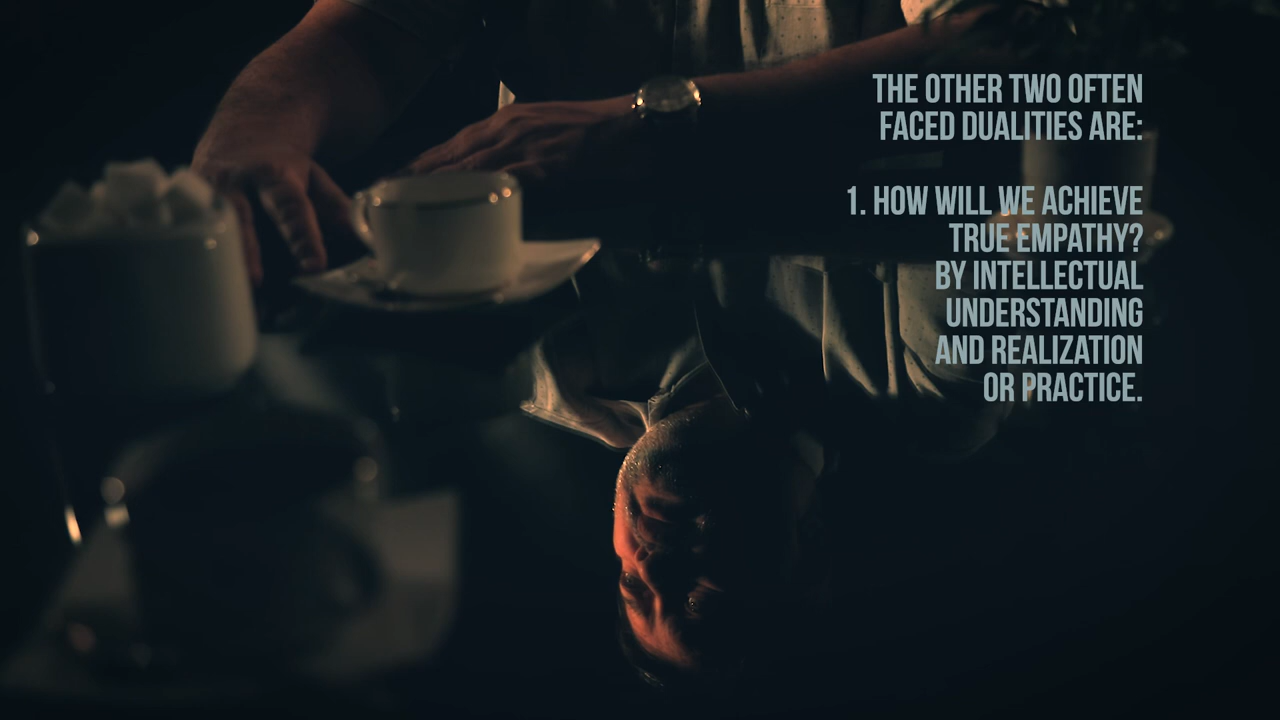 THE OTHER TWO OFTEN
FACED DUALITIES ARE:
1. HOW WILL WE ACHIEVE
TRUE EMPATHY?
BY INTELLECTUAL
UNDERSTANDING
AND REALIZATION
OR PRACTICE.